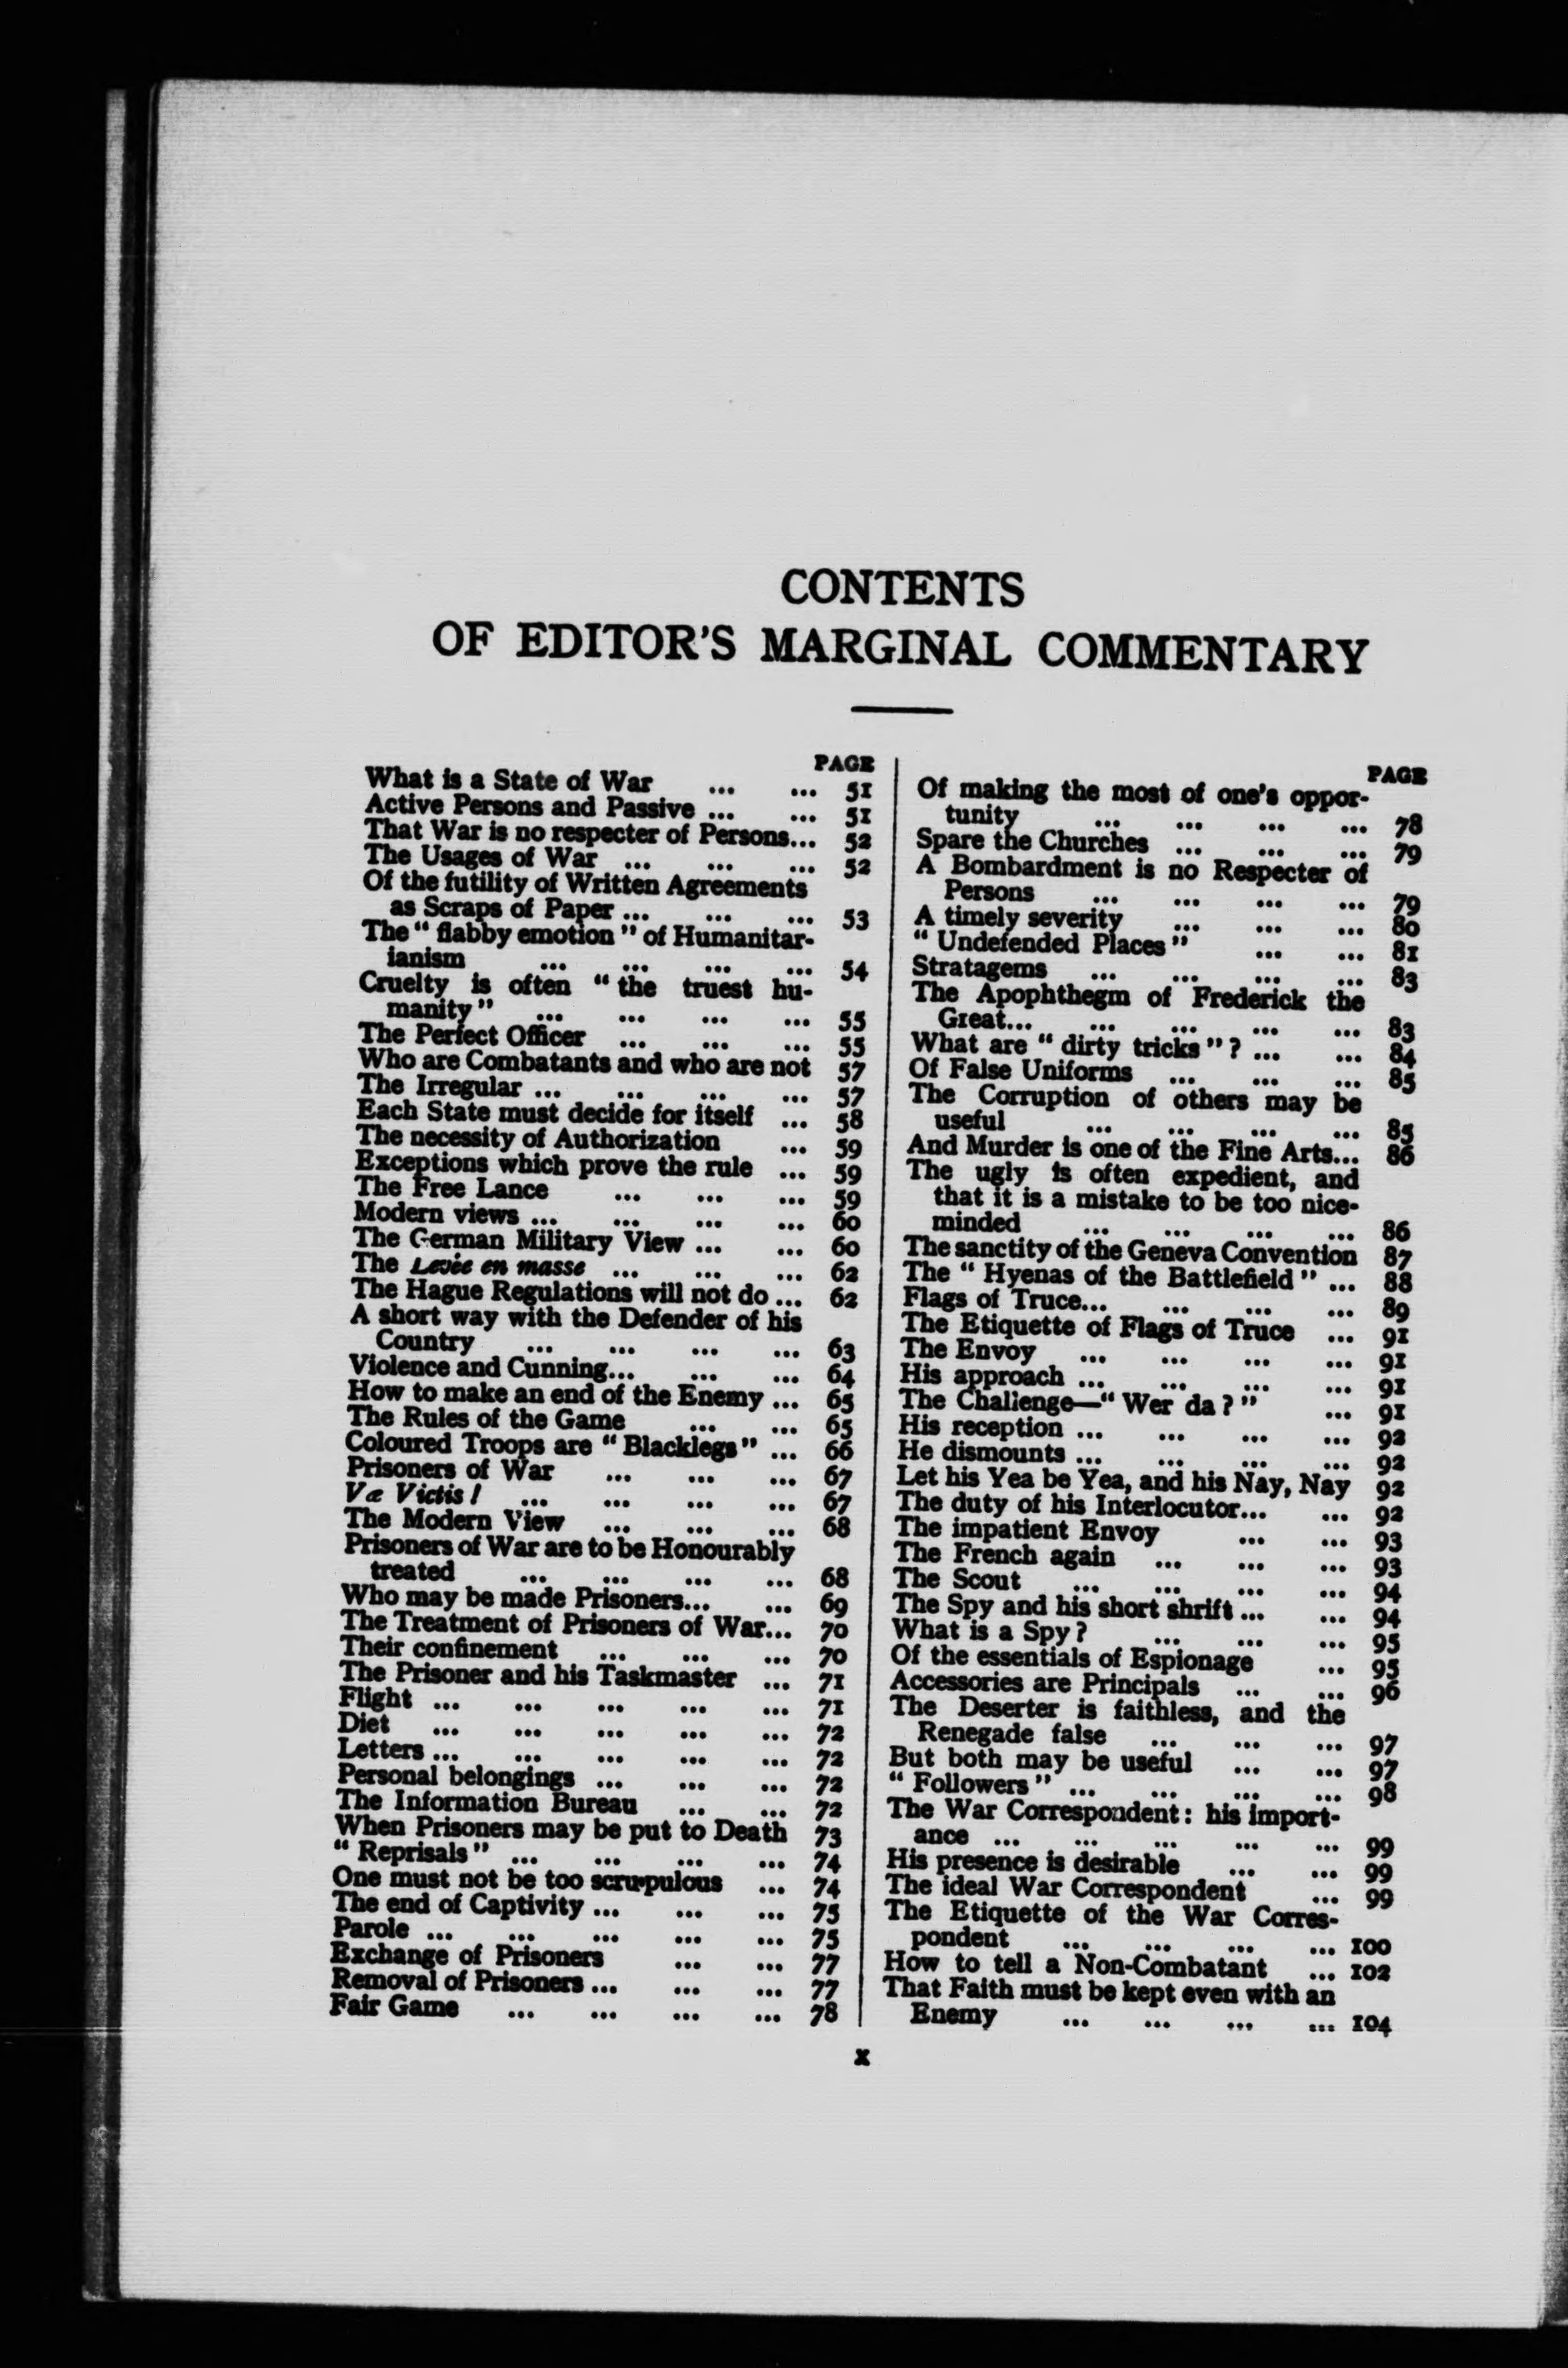 CONTENTS
OF EDITOR'S MARGINAL COMMENTARY
PAGE
What is a State of War ... ... 51
Active Persons and Passive ... ... 51
That War is no respecter of Persons... 52
The Usages of War ... ... ... 52
Of the futility of Written Agreements
as Scraps of Paper ... ... ... 53
The “ flabby emotion ” of Humanitar-
ianism ... ... ... ... 54
Cruelty is often “ the truest hu-
manity ” ... ... ... ... 55
The Perfect Officer ... ... ... 55
Who are Combatants and who are not 57
The Irregular ... ... ... ... 57
Each State must decide for itself ... 58
The necessity of Authorization ... 59
Exceptions which prove the rule ... 59
The Free Lance ... ... ... 59
Modern views ... ... ... ... 60
The German Military View ... ... 60
The Levée en masse ... ... ... 62
The Hague Regulations will not do ... 62
A short way with the Defender of his
Country ... ... ... ... 63
Violence and Cunning... ... ... 64
How to make an end of the Enemy ... 65
The Rules of the Game ... ... 65
Coloured Troops are “ Blacklegs ” ... 66
Prisoners of War ... ... ... 67
Væ Victis ! ... ... ... ... 67
The Modern View ... ... ... 68
Prisoners of War are to be Honourably
treated ... ... ... ... 68
Who may be made Prisoners... ... 69
The Treatment of Prisoners of War... 70
Their confinement ... ... ... 70
The Prisoner and his Taskmaster ... 71
Flight ... ... ... ... ... 71
Diet ... ... ... ... ... 72
Letters ... ... ... ... ... 72
Personal belongings ... ... ... 72
The Information Bureau ... ... 72
When Prisoners may be put to Death 73
“ Reprisals ” ... ... ... ... 74
One must not be too scrupulous ... 74
The end of Captivity ... ... ... 75
Parole ... ... ... ... ... 75
Exchange of Prisoners ... ... 77
Removal of Prisoners ... ... ... 77
Fair Game ... ... ... ... 78
PAGE
Of making the most of one's oppor-
tunity ... ... ... ... 78
Spare the Churches ... ... ... 79
A Bombardment is no Respecter of
Persons ... ... ... ... 79
A timely severity ... ... ... 80
“ Undefended Places ” ... ... 81
Stratagems ... ... ... ... 83
The Apophthegm of Frederick the
Great... ... ... ... ... 83
What are “ dirty tricks ” ? ... ... 84
Of False Uniforms ... ... ... 85
The Corruption of others may be
useful ... ... ... ... 85
And Murder is one of the Fine Arts... 86
The ugly is often expedient, and
that it is a mistake to be too nice-
minded ... ... ... ... 86
The sanctity of the Geneva Convention 87
The “ Hyenas of the Battlefield ” ... 88
Flags of Truce... ... ... ... 89
The Etiquette of Flags of Truce ... 91
The Envoy ... ... ... ... 91
His approach ... ... ... ... 91
The Challenge—“ Wer da ? ” ... 91
His reception ... ... ... ... 92
He dismounts ... ... ... ... 92
Let his Yea be Yea, and his Nay, Nay 92
The duty of his Interlocutor... ... 92
The impatient Envoy ... ... 93
The French again ... ... ... 93
The Scout ... ... ... ... 94
The Spy and his short shrift ... ... 94
What is a Spy ? ... ... ... 95
Of the essentials of Espionage ... 95
Accessories are Principals ... ... 96
The Deserter is faithless, and the
Renegade false ... ... ... 97
But both may be useful ... ... 97
“ Followers ” ... ... ... ... 98
The War Correspondent : his import-
ance ... ... ... ... ... 99
His presence is desirable ... ... 99
The ideal War Correspondent ... 99
The Etiquette of the War Corres-
pondent ... ... ... ... 100
How to tell a Non-Combatant ... 102
That Faith must be kept even with an
Enemy ... ... ... ... 104
x